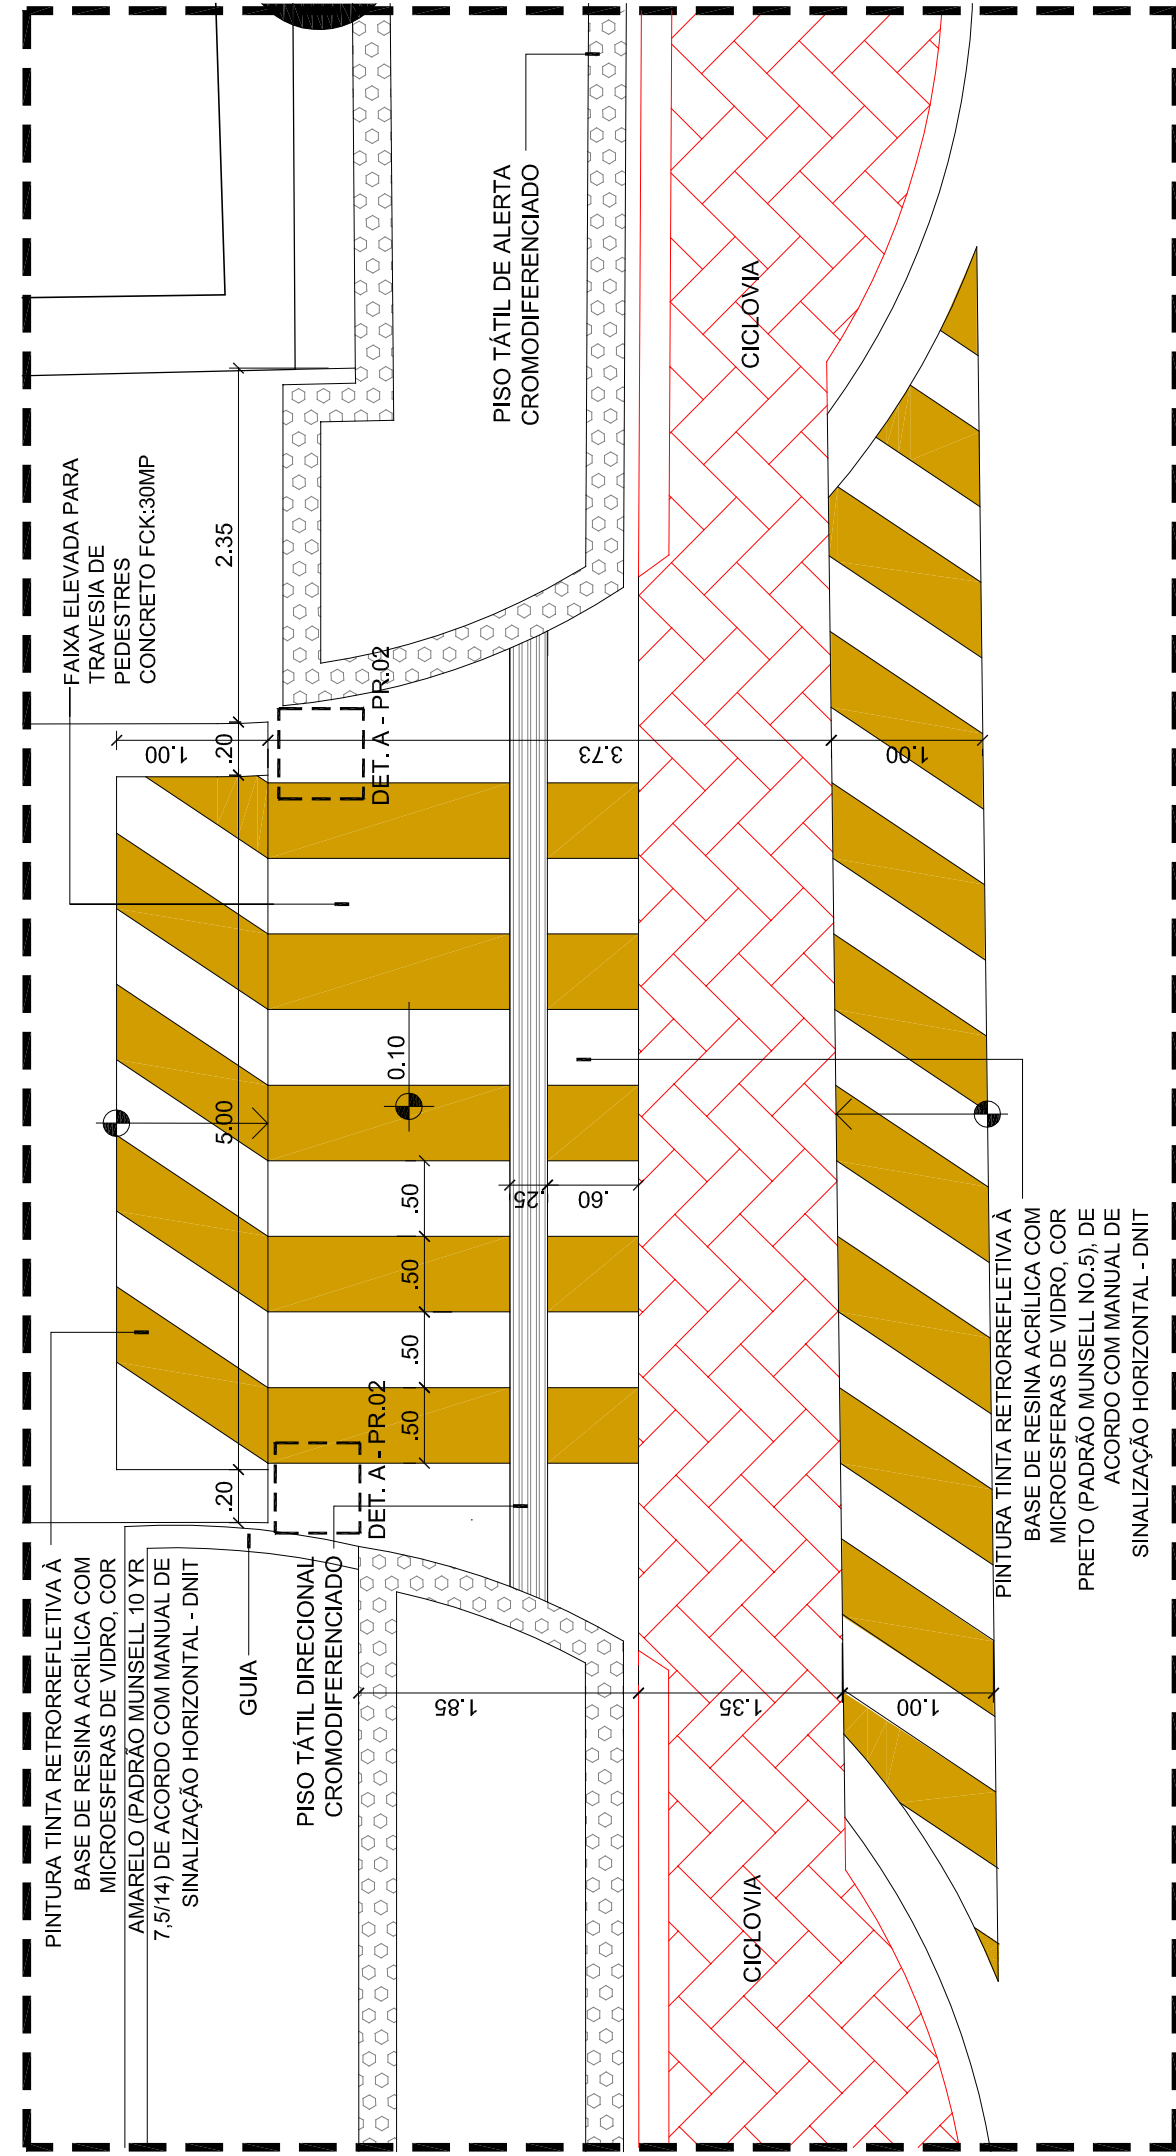 PINTURA TINTA RETRORREFLETIVA À
BASE DE RESINA ACRÍLICA COM
MICROESFERAS DE VIDRO, COR
AMARELO (PADRÃO MUNSELL 10 YR
7,5/14) DE ACORDO COM MANUAL DE
SINALIZAÇÃO HORIZONTAL - DNIT
FAIXA ELEVADA PARA
TRAVESIA DE
PEDESTRES
CONCRETO FCK:30MP
GUIA
PISO TÁTIL DIRECIONAL
CROMODIFERENCIADO
PISO TÁTIL DE ALERTA
CROMODIFERENCIADO
DET. A - PR.02
DET. A - PR.02
CICLOVIA
CICLOVIA
PINTURA TINTA RETRORREFLETIVA À
BASE DE RESINA ACRÍLICA COM
MICROESFERAS DE VIDRO, COR
PRETO (PADRÃO MUNSELL NO.5), DE
ACORDO COM MANUAL DE
SINALIZAÇÃO HORIZONTAL - DNIT
.20
5.00
.20
2.35
1.00
3.73
1.00
0.10
.50
.50
.50
.50
.25
.60
1.85
1.35
1.00